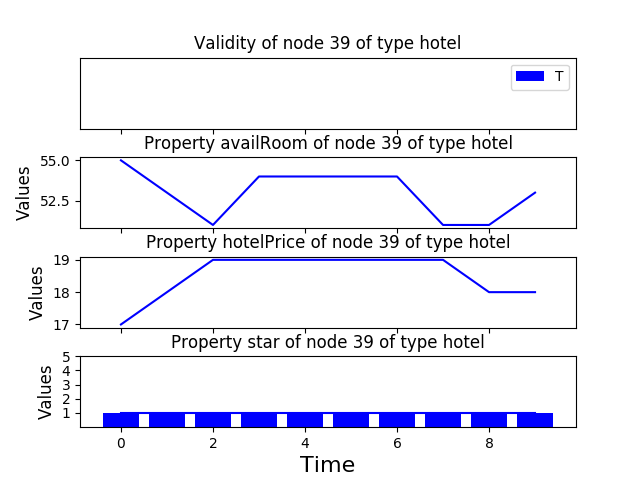 Validity of node 39 of type hotel
T
Property availRoom of node 39 of type hotel
55.0
52.5
Values
Property hotelPrice of node 39 of type hotel
19
18
17
Values
Property star of node 39 of type hotel
5
4
3
2
1
Values
0 2 4 6 8
Time